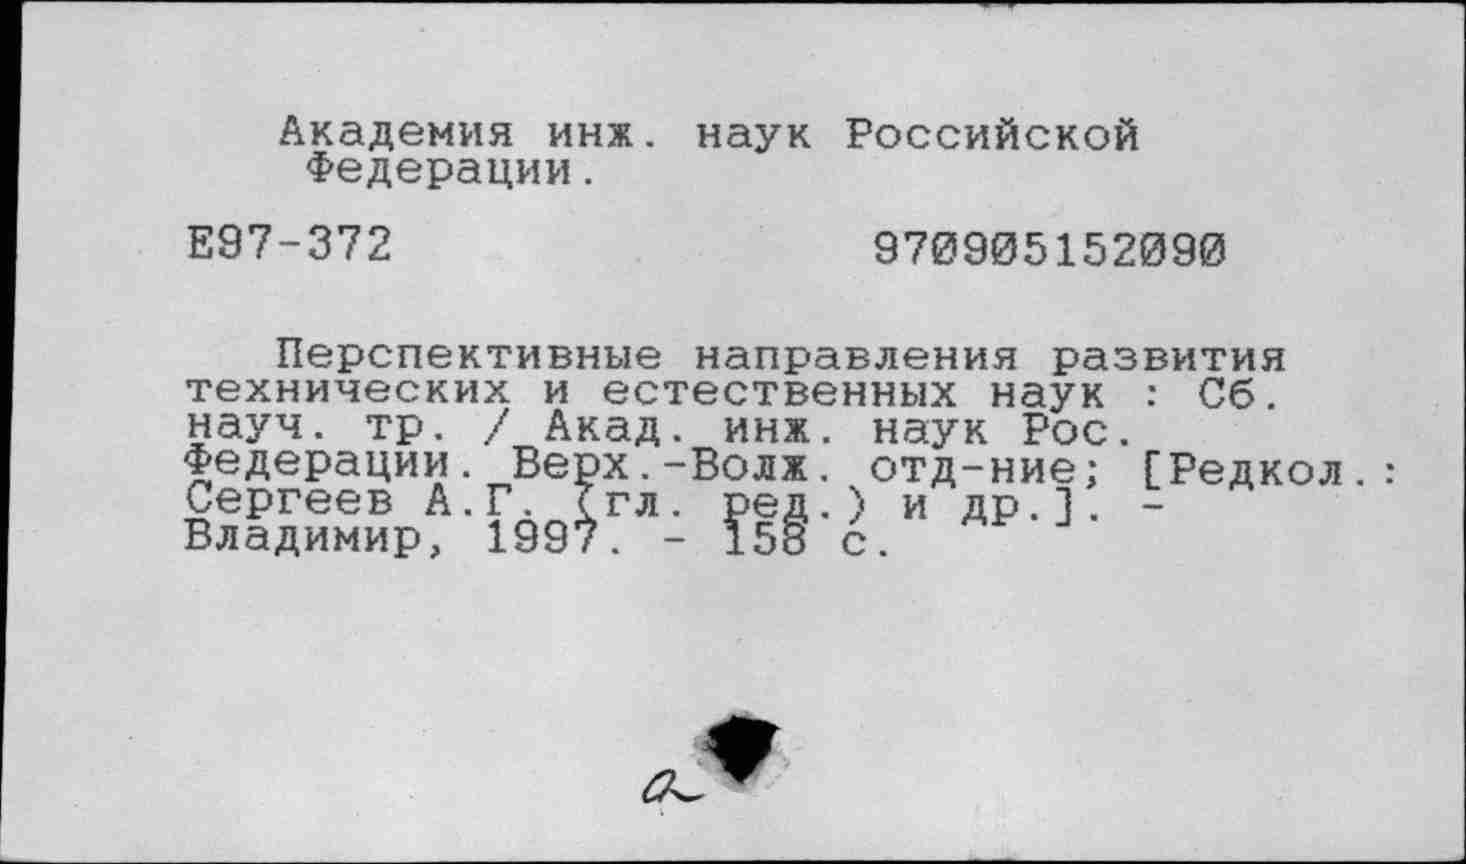 Академия инж. наук Российской
Федерации.
Е97-372 970905152090
Перспективные направления развития
технических и естественных наук : Сб.
науч. тр. / Акад. инж. наук Рос.
Федерации. Верх.-Волж. отд-ние; [Редкол.:
Сергеев А.Г. (гл. ред.) и др.]. -
Владимир, 1997. - 158 с.